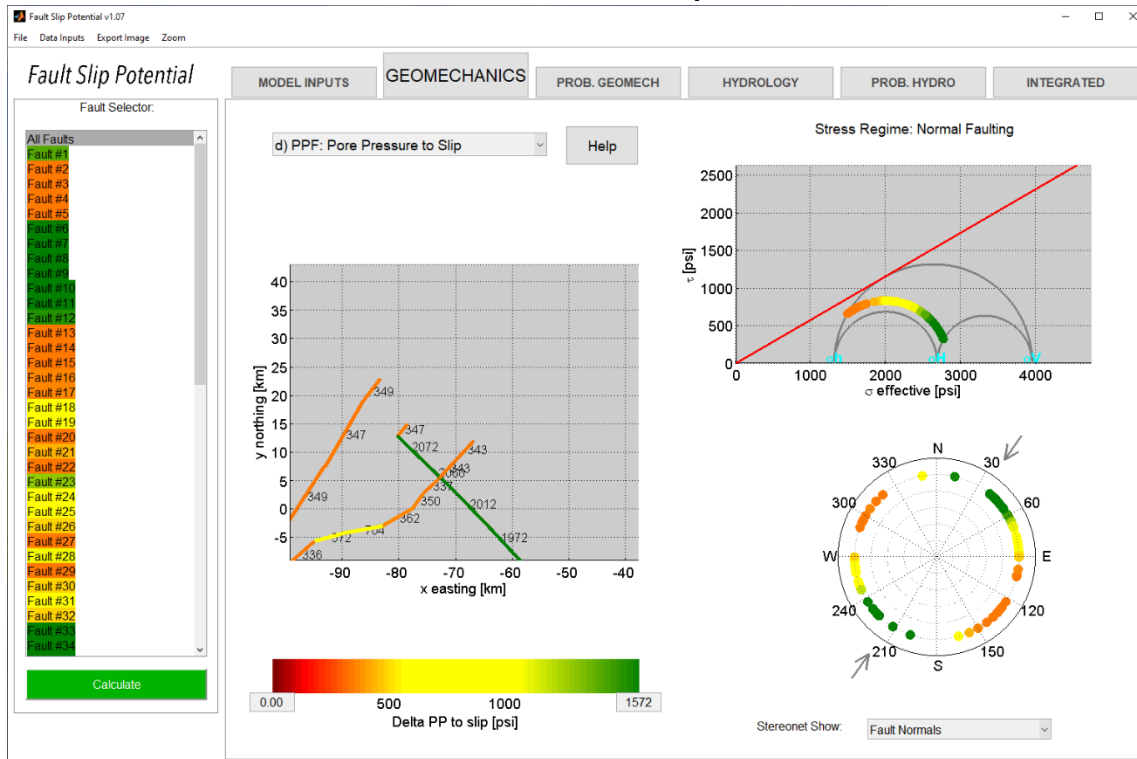 Fault Slip Potential v1.07
File Data Inputs Export Image Zoom
Fault Slip Potential
MODEL INPUTS GEOMECHANICS PROB. GEOMECH HYDROLOGY PROB. HYDRO INTEGRATED
Fault Selector:
All Faults
Fault #1
Fault #2
Fault #3
Fault #4
Fault #5
Fault #6
Fault #7
Fault #8
Fault #9
Fault #10
Fault #11
Fault #12
Fault #13
Fault #14
Fault #15
Fault #16
Fault #17
Fault #18
Fault #19
Fault #20
Fault #21
Fault #22
Fault #23
Fault #24
Fault #25
Fault #26
Fault #27
Fault #28
Fault #29
Fault #30
Fault #31
Fault #32
Fault #33
Fault #34
Calculate
d) PPF: Pore Pressure to Slip
Help
40
35
30
25
20
15
10
5
0
-5
y northing [km]
349
347
349
347
2072
343
343
337
350
2012
362
704
336
1972
-90 -80 -70 -60 -50 -40
x easting [km]
0.00 500 1000 1572
Delta PP to slip [psi]
Stress Regime: Normal Faulting
2500
2000
1500
1000
500
0
τ [psi]
σh σH σV
0 1000 2000 3000 4000
σ effective [psi]
N
330 30
300 60
W E
240 120
210 150
S
Stereonet Show: Fault Normals